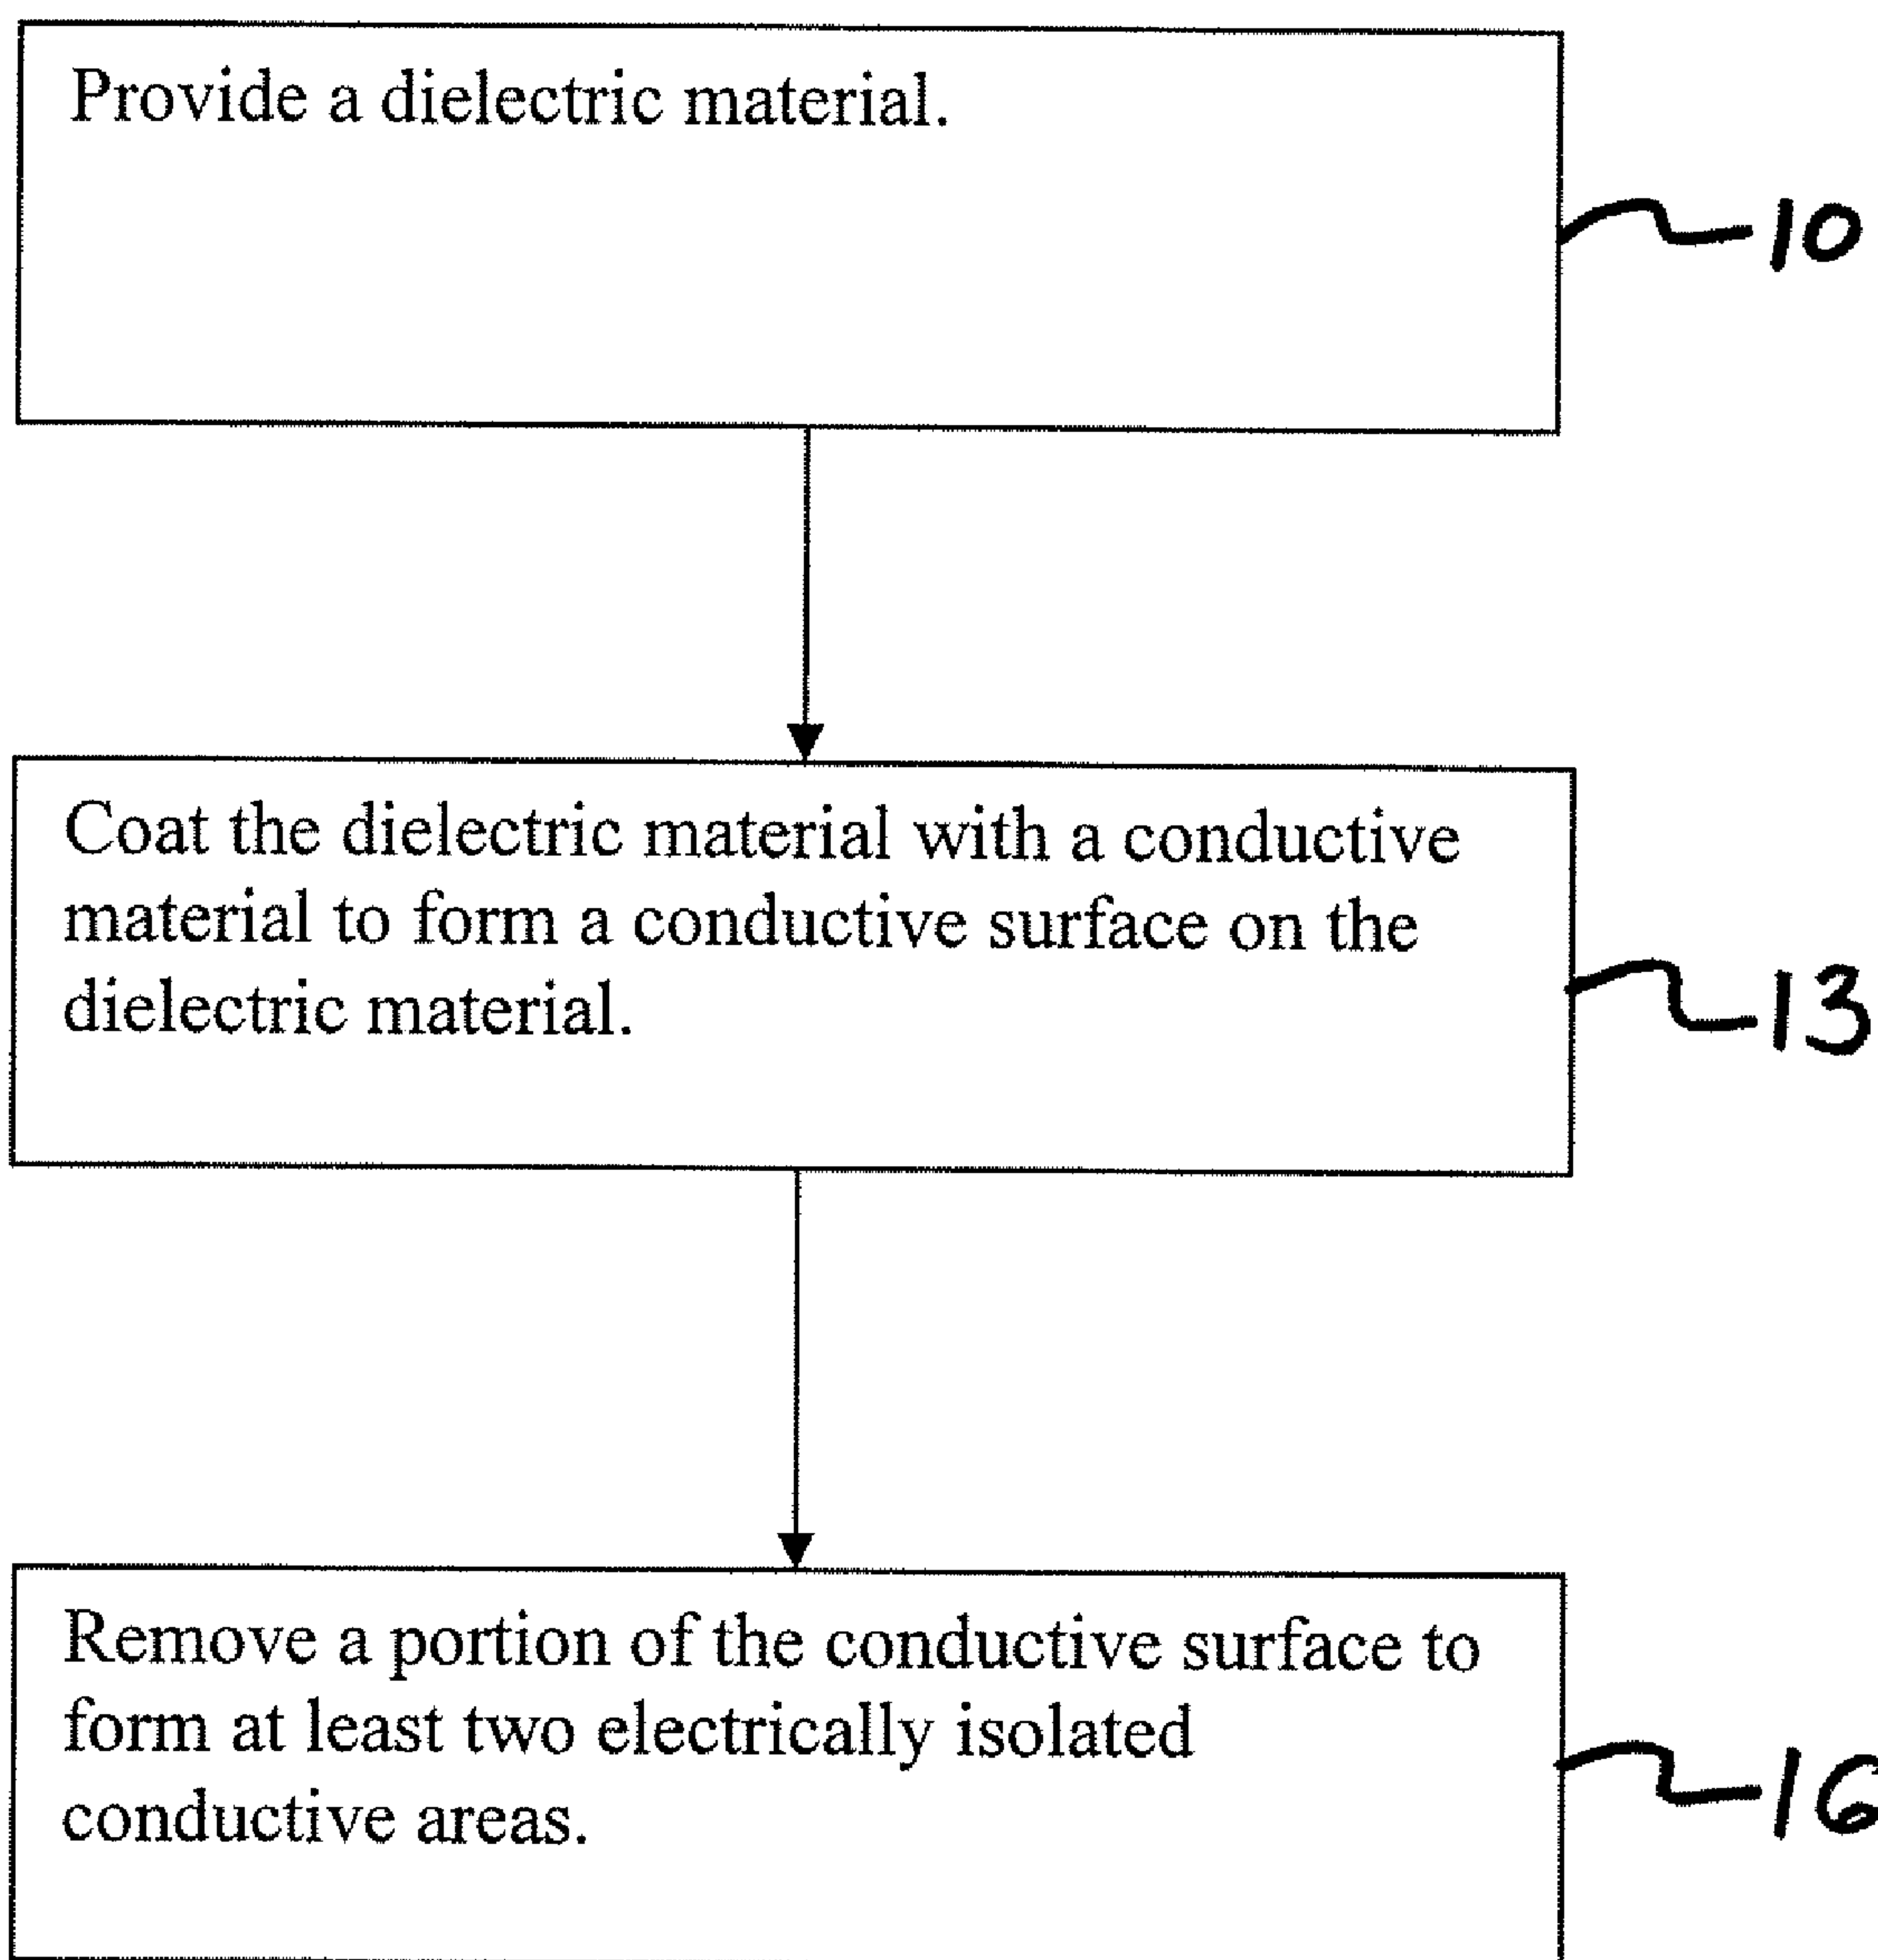 Provide a dielectric material.
10
Coat the dielectric material with a conductive
material to form a conductive surface on the
dielectric material.
13
Remove a portion of the conductive surface to
form at least two electrically isolated
conductive areas.
16